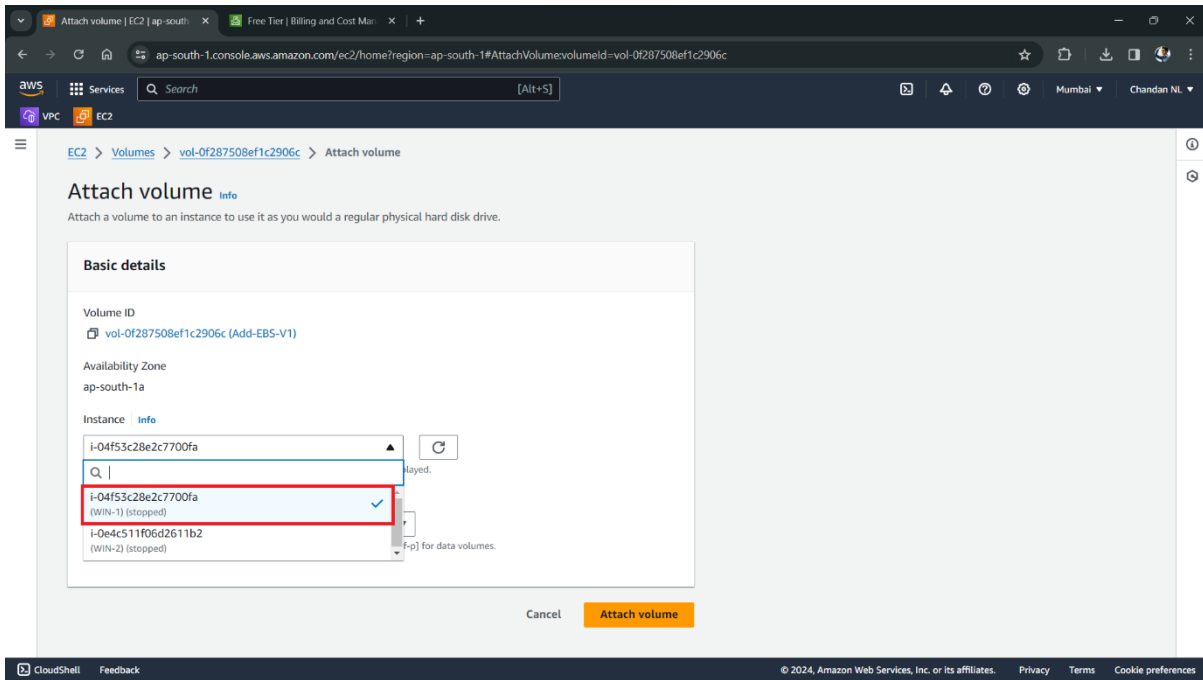 Attach volume | EC2 | ap-south
Free Tier | Billing and Cost Man
ap-south-1.console.aws.amazon.com/ec2/home?region=ap-south-1#AttachVolume:volumeId=vol-0f287508ef1c2906c
aws
Services
Search
[Alt+S]
Mumbai
Chandan NL
VPC
EC2
EC2 > Volumes > vol-0f287508ef1c2906c > Attach volume
Attach volume Info
Attach a volume to an instance to use it as you would a regular physical hard disk drive.
Basic details
Volume ID
vol-0f287508ef1c2906c (Add-EBS-V1)
Availability Zone
ap-south-1a
Instance Info
i-04f53c28e2c7700fa
layed.
i-04f53c28e2c7700fa
(WIN-1) (stopped)
i-0e4c511f06d2611b2
(WIN-2) (stopped)
f-p] for data volumes.
Cancel
Attach volume
CloudShell
Feedback
© 2024, Amazon Web Services, Inc. or its affiliates.
Privacy
Terms
Cookie preferences